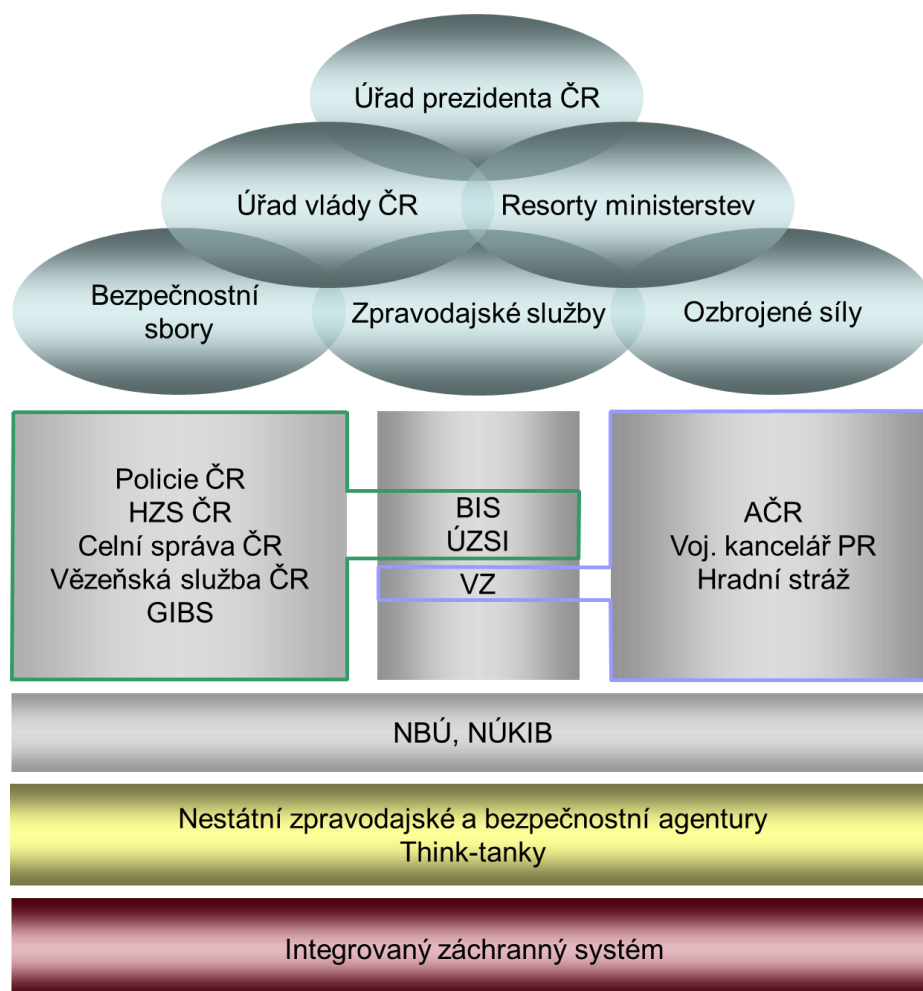 Úřad prezidenta ČR
Úřad vlády ČR
Resorty ministerstev
Bezpečnostní
sbory
Zpravodajské služby
Ozbrojené síly
Policie ČR
HZS ČR
Celní správa ČR
Vězeňská služba ČR
GIBS
BIS
ÚZSI
VZ
AČR
Voj. kancelář PR
Hradní stráž
NBÚ, NÚKIB
Nestátní zpravodajské a bezpečnostní agentury
Think-tanky
Integrovaný záchranný systém